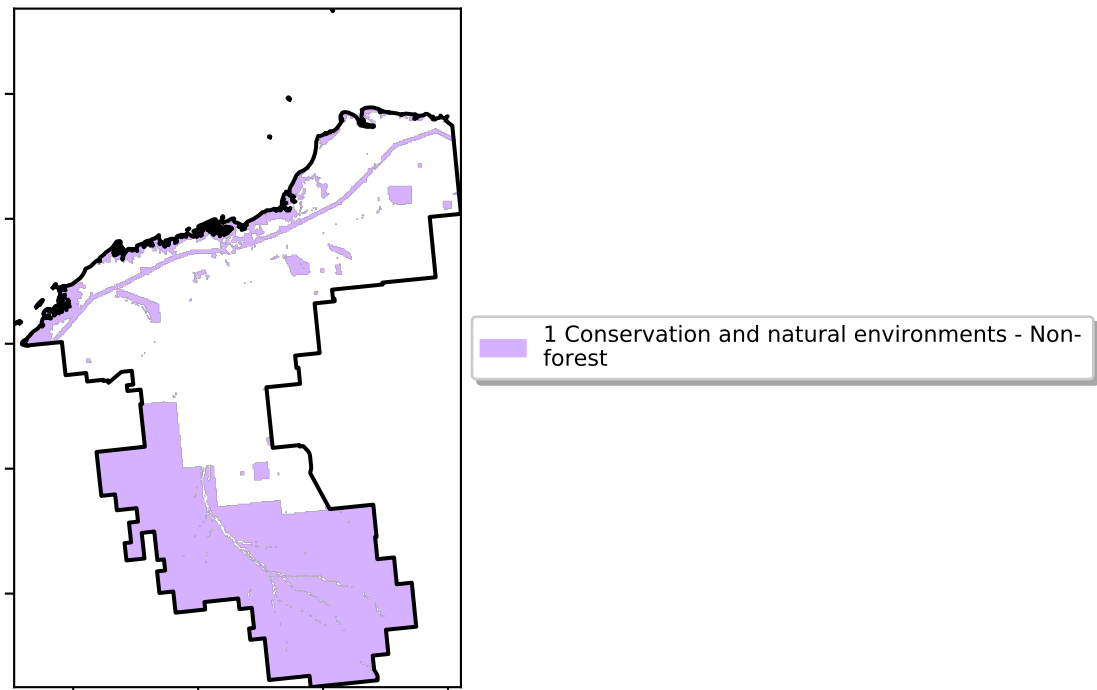 1 Conservation and natural environments - Non-
forest